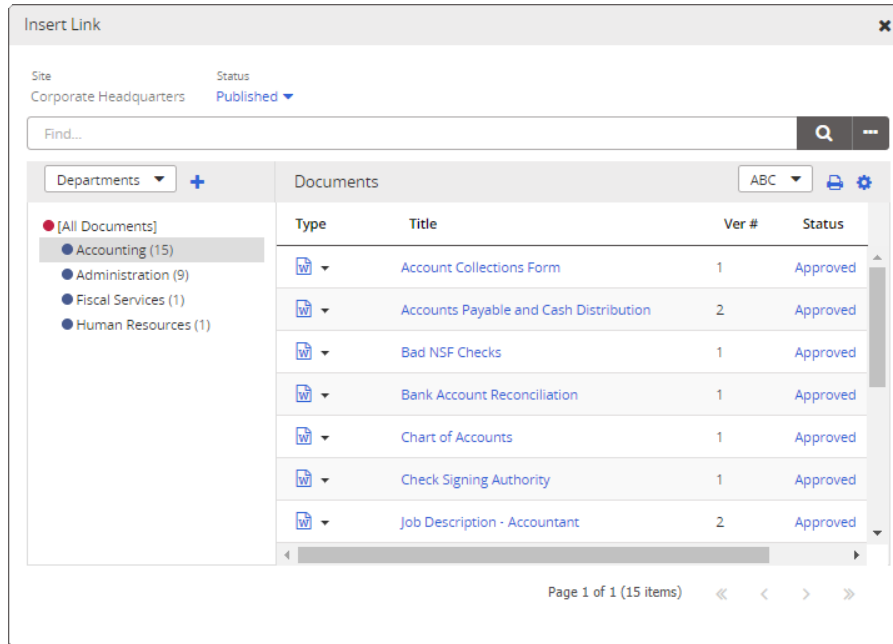 Insert Link
Site Status
Corporate Headquarters Published
Find...
Departments Documents ABC
[All Documents]
Accounting (15)
Administration (9)
Fiscal Services (1)
Human Resources (1)
Type Title Ver # Status
Account Collections Form 1 Approved
Accounts Payable and Cash Distribution 2 Approved
Bad NSF Checks 1 Approved
Bank Account Reconciliation 1 Approved
Chart of Accounts 1 Approved
Check Signing Authority 1 Approved
Job Description - Accountant 2 Approved
Page 1 of 1 (15 items)